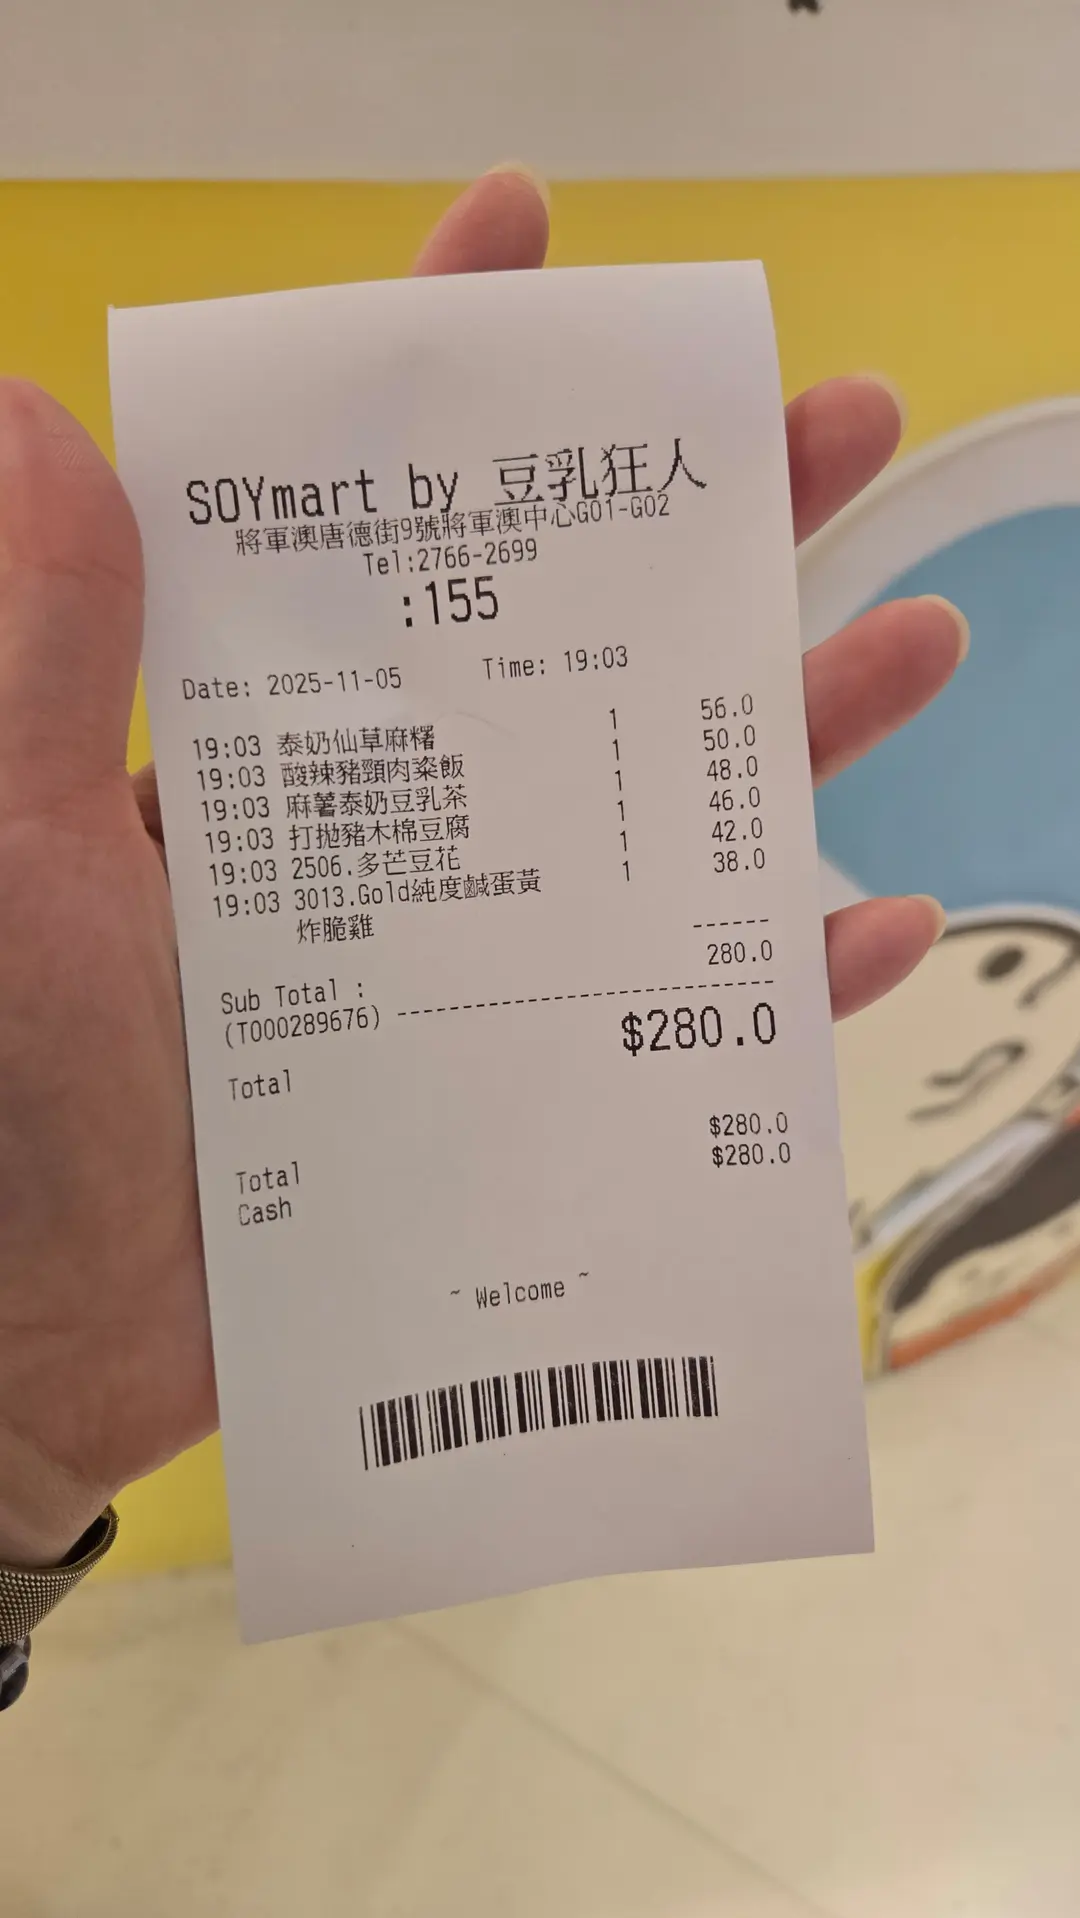 SOYmart by 豆乳狂人
將軍澳唐德街9號將軍澳中心G01-G02
Tel:2766-2699
:155
Date: 2025-11-05 Time: 19:03
19:03 泰奶仙草麻糬 1 56.0
19:03 酸辣豬頸肉粢飯 1 50.0
19:03 麻薯泰奶豆乳茶 1 48.0
19:03 打拋豬木棉豆腐 1 46.0
19:03 2506.多芒豆花 1 42.0
19:03 3013.Gold純度鹹蛋黃 1 38.0
炸脆雞
------
Sub Total : 280.0
(T000289676) ---------------------------
Total $280.0
Total $280.0
Cash $280.0
~ Welcome ~